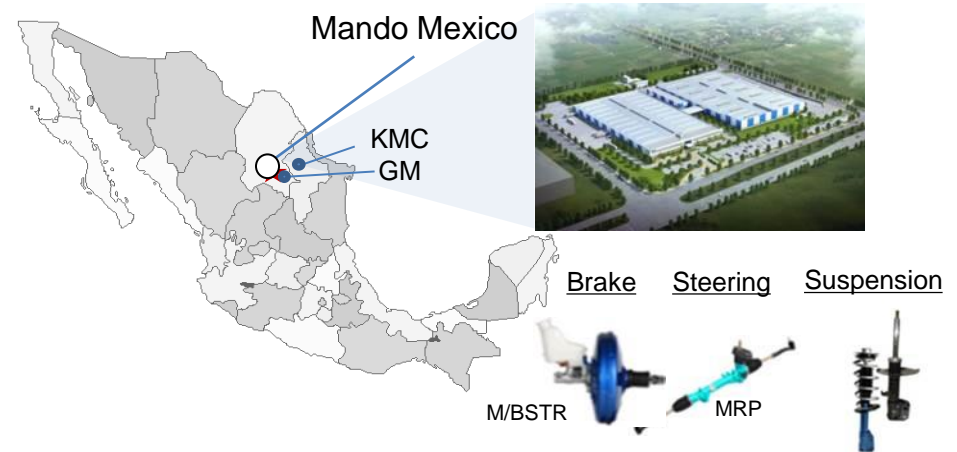 Mando Mexico
KMC
GM
Brake Steering Suspension
M/BSTR
MRP